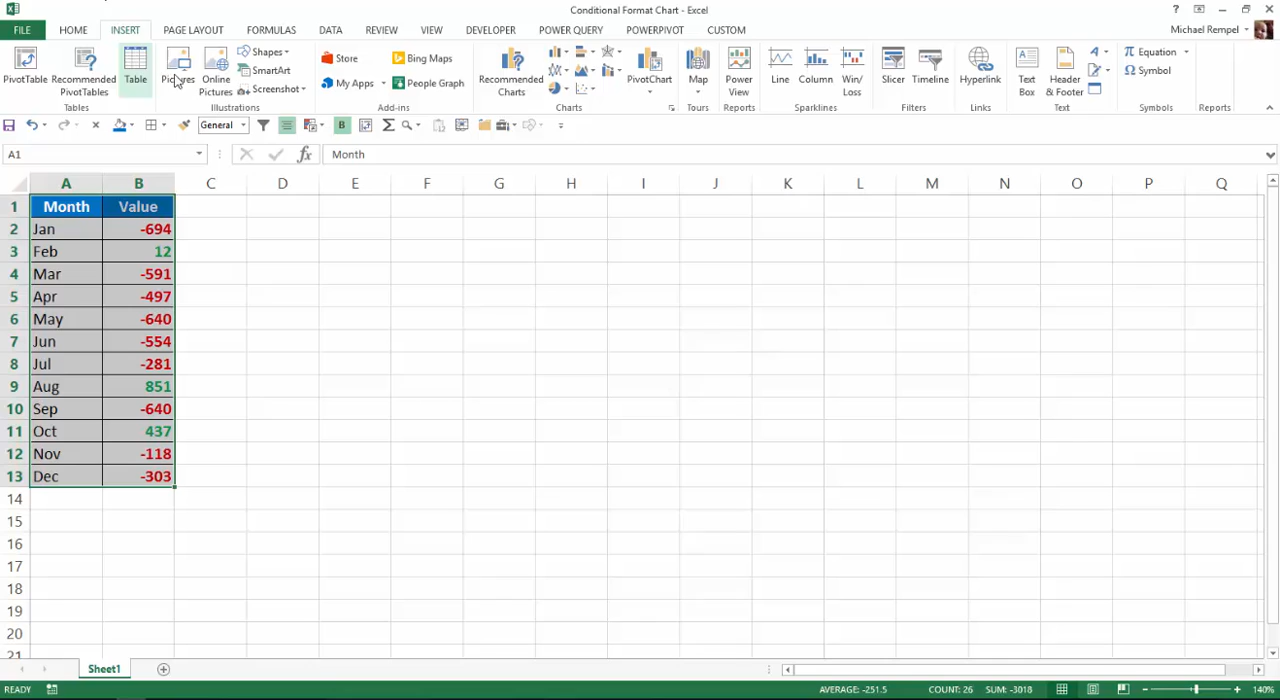 Conditional Format Chart - Excel
FILE HOME INSERT PAGE LAYOUT FORMULAS DATA REVIEW VIEW DEVELOPER POWER QUERY POWERPIVOT CUSTOM Michael Rempel
PivotTable Recommended PivotTables Table Pictures Online Pictures Shapes SmartArt Screenshot Store My Apps Bing Maps People Graph Recommended Charts PivotChart Map Power View Line Column Win/Loss Slicer Timeline Hyperlink Text Box Header & Footer Equation Symbol
Tables Illustrations Add-ins Charts Tours Reports Sparklines Filters Links Text Symbols Reports
General
A1 fx Month
A B C D E F G H I J K L M N O P Q
1 Month Value
2 Jan -694
3 Feb 12
4 Mar -591
5 Apr -497
6 May -640
7 Jun -554
8 Jul -281
9 Aug 851
10 Sep -640
11 Oct 437
12 Nov -118
13 Dec -303
14
15
16
17
18
19
20
21
Sheet1
READY AVERAGE: -251.5 COUNT: 26 SUM: -3018 140%